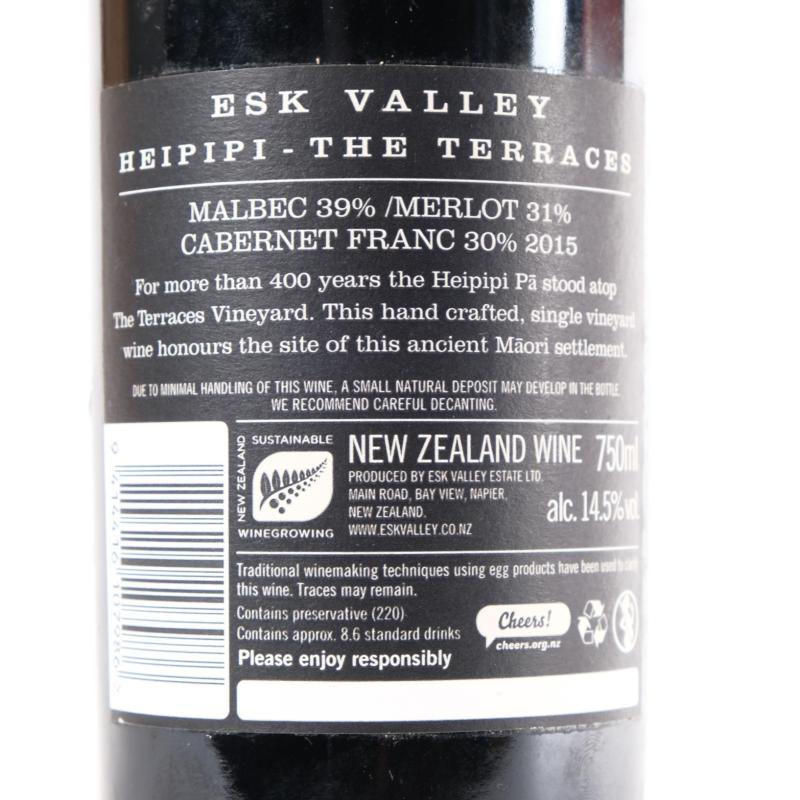 ESK VALLEY
HEIPIPI - THE TERRACES
MALBEC 39% /MERLOT 31%
CABERNET FRANC 30% 2015
For more than 400 years the Heipipi Pā stood atop
The Terraces Vineyard. This hand crafted, single vineyard
wine honours the site of this ancient Māori settlement.
DUE TO MINIMAL HANDLING OF THIS WINE, A SMALL NATURAL DEPOSIT MAY DEVELOP IN THE BOTTLE.
WE RECOMMEND CAREFUL DECANTING.
NEW ZEALAND
SUSTAINABLE
WINEGROWING
NEW ZEALAND WINE 750ml
PRODUCED BY ESK VALLEY ESTATE LTD.
MAIN ROAD, BAY VIEW, NAPIER,
NEW ZEALAND.
WWW.ESKVALLEY.CO.NZ
alc. 14.5% vol
Traditional winemaking techniques using egg products have been used to clarify
this wine. Traces may remain.
Contains preservative (220)
Contains approx. 8.6 standard drinks
Please enjoy responsibly
Cheers!
cheers.org.nz